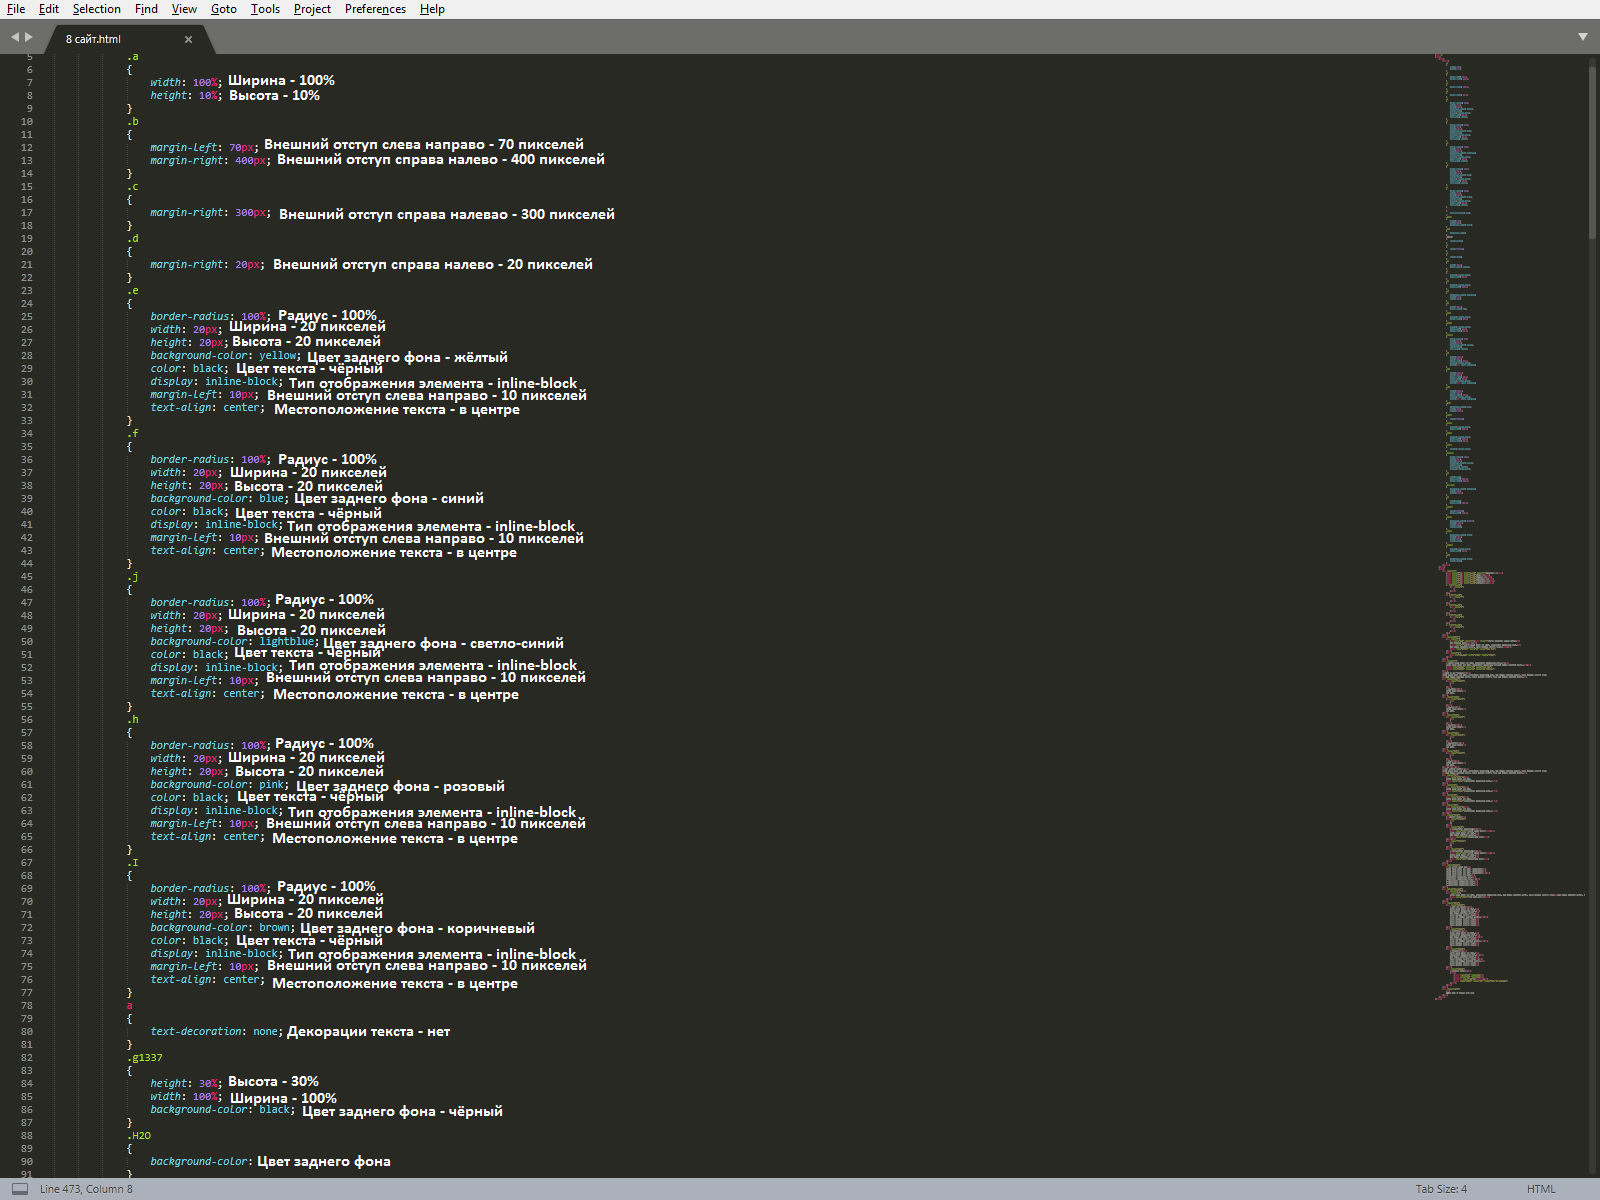 File Edit Selection Find View Goto Tools Project Preferences Help
8 сайт.html ×
5 .a
6 {
7 width: 100%; Ширина - 100%
8 height: 10%; Высота - 10%
9 }
10 .b
11 {
12 margin-left: 70px; Внешний отступ слева направо - 70 пикселей
13 margin-right: 400px; Внешний отступ справа налево - 400 пикселей
14 }
15 .c
16 {
17 margin-right: 300px; Внешний отступ справа налевао - 300 пикселей
18 }
19 .d
20 {
21 margin-right: 20px; Внешний отступ справа налево - 20 пикселей
22 }
23 .e
24 {
25 border-radius: 100%; Радиус - 100%
26 width: 20px; Ширина - 20 пикселей
27 height: 20px; Высота - 20 пикселей
28 background-color: yellow; Цвет заднего фона - жёлтый
29 color: black; Цвет текста - чёрный
30 display: inline-block; Тип отображения элемента - inline-block
31 margin-left: 10px; Внешний отступ слева направо - 10 пикселей
32 text-align: center; Местоположение текста - в центре
33 }
34 .f
35 {
36 border-radius: 100%; Радиус - 100%
37 width: 20px; Ширина - 20 пикселей
38 height: 20px; Высота - 20 пикселей
39 background-color: blue; Цвет заднего фона - синий
40 color: black; Цвет текста - чёрный
41 display: inline-block; Тип отображения элемента - inline-block
42 margin-left: 10px; Внешний отступ слева направо - 10 пикселей
43 text-align: center; Местоположение текста - в центре
44 }
45 .j
46 {
47 border-radius: 100%; Радиус - 100%
48 width: 20px; Ширина - 20 пикселей
49 height: 20px; Высота - 20 пикселей
50 background-color: lightblue; Цвет заднего фона - светло-синий
51 color: black; Цвет текста - чёрный
52 display: inline-block; Тип отображения элемента - inline-block
53 margin-left: 10px; Внешний отступ слева направо - 10 пикселей
54 text-align: center; Местоположение текста - в центре
55 }
56 .h
57 {
58 border-radius: 100%; Радиус - 100%
59 width: 20px; Ширина - 20 пикселей
60 height: 20px; Высота - 20 пикселей
61 background-color: pink; Цвет заднего фона - розовый
62 color: black; Цвет текста - чёрный
63 display: inline-block; Тип отображения элемента - inline-block
64 margin-left: 10px; Внешний отступ слева направо - 10 пикселей
65 text-align: center; Местоположение текста - в центре
66 }
67 .I
68 {
69 border-radius: 100%; Радиус - 100%
70 width: 20px; Ширина - 20 пикселей
71 height: 20px; Высота - 20 пикселей
72 background-color: brown; Цвет заднего фона - коричневый
73 color: black; Цвет текста - чёрный
74 display: inline-block; Тип отображения элемента - inline-block
75 margin-left: 10px; Внешний отступ слева направо - 10 пикселей
76 text-align: center; Местоположение текста - в центре
77 }
78 a
79 {
80 text-decoration: none; Декорации текста - нет
81 }
82 .g1337
83 {
84 height: 30%; Высота - 30%
85 width: 100%; Ширина - 100%
86 background-color: black; Цвет заднего фона - чёрный
87 }
88 .H2O
89 {
90 background-color: Цвет заднего фона
91 }
Line 473, Column 8 Tab Size: 4 HTML